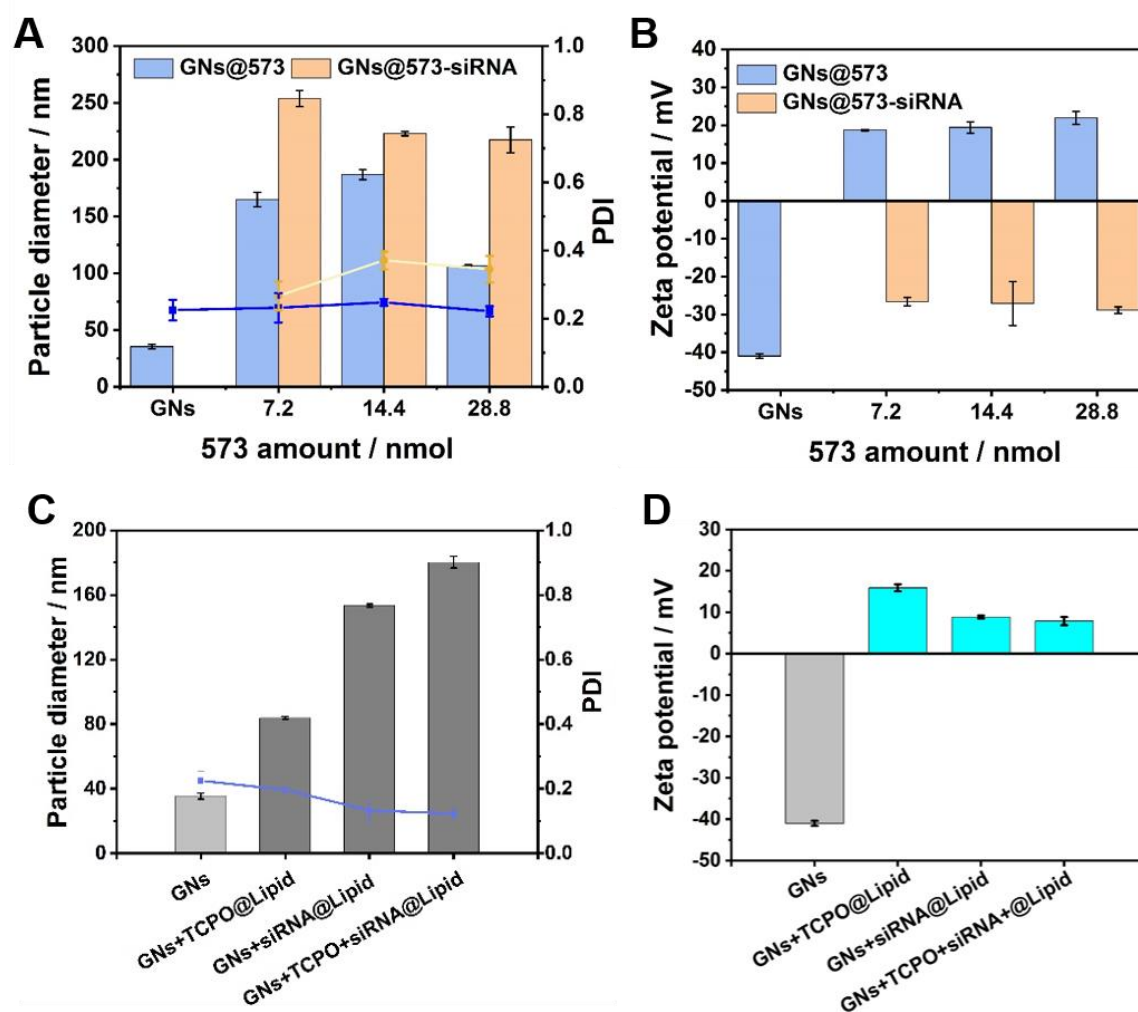 A
Particle diameter / nm
300
250
200
150
100
50
0
GNs@573
GNs@573-siRNA
1.0
0.8
0.6
0.4
0.2
0.0
PDI
GNs
7.2
14.4
28.8
573 amount / nmol
B
Zeta potential / mV
40
30
20
10
0
-10
-20
-30
-40
-50
GNs@573
GNs@573-siRNA
GNs
7.2
14.4
28.8
573 amount / nmol
C
Particle diameter / nm
200
160
120
80
40
0
1.0
0.8
0.6
0.4
0.2
0.0
PDI
GNs
GNs+TCPO@Lipid
GNs+siRNA@Lipid
GNs+TCPO+siRNA@Lipid
D
Zeta potential / mV
30
20
10
0
-10
-20
-30
-40
-50
GNs
GNs+TCPO@Lipid
GNs+siRNA@Lipid
GNs+TCPO+siRNA+@Lipid